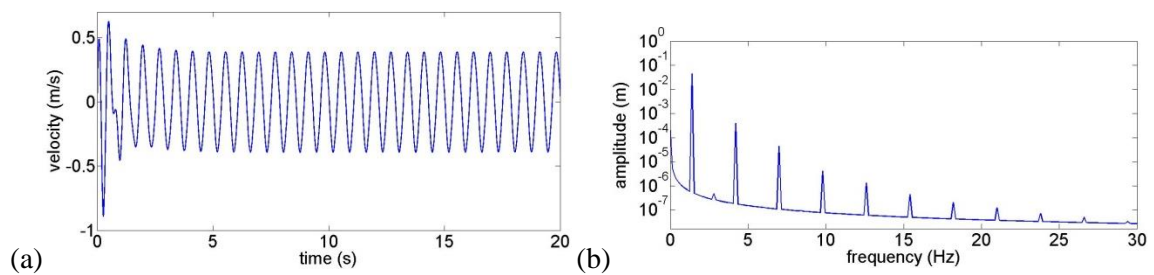 0.5
0
-0.5
-1
velocity (m/s)
0 5 10 15 20
time (s)
(a)
10^0
10^-1
10^-2
10^-3
10^-4
10^-5
10^-6
10^-7
amplitude (m)
0 5 10 15 20 25 30
frequency (Hz)
(b)